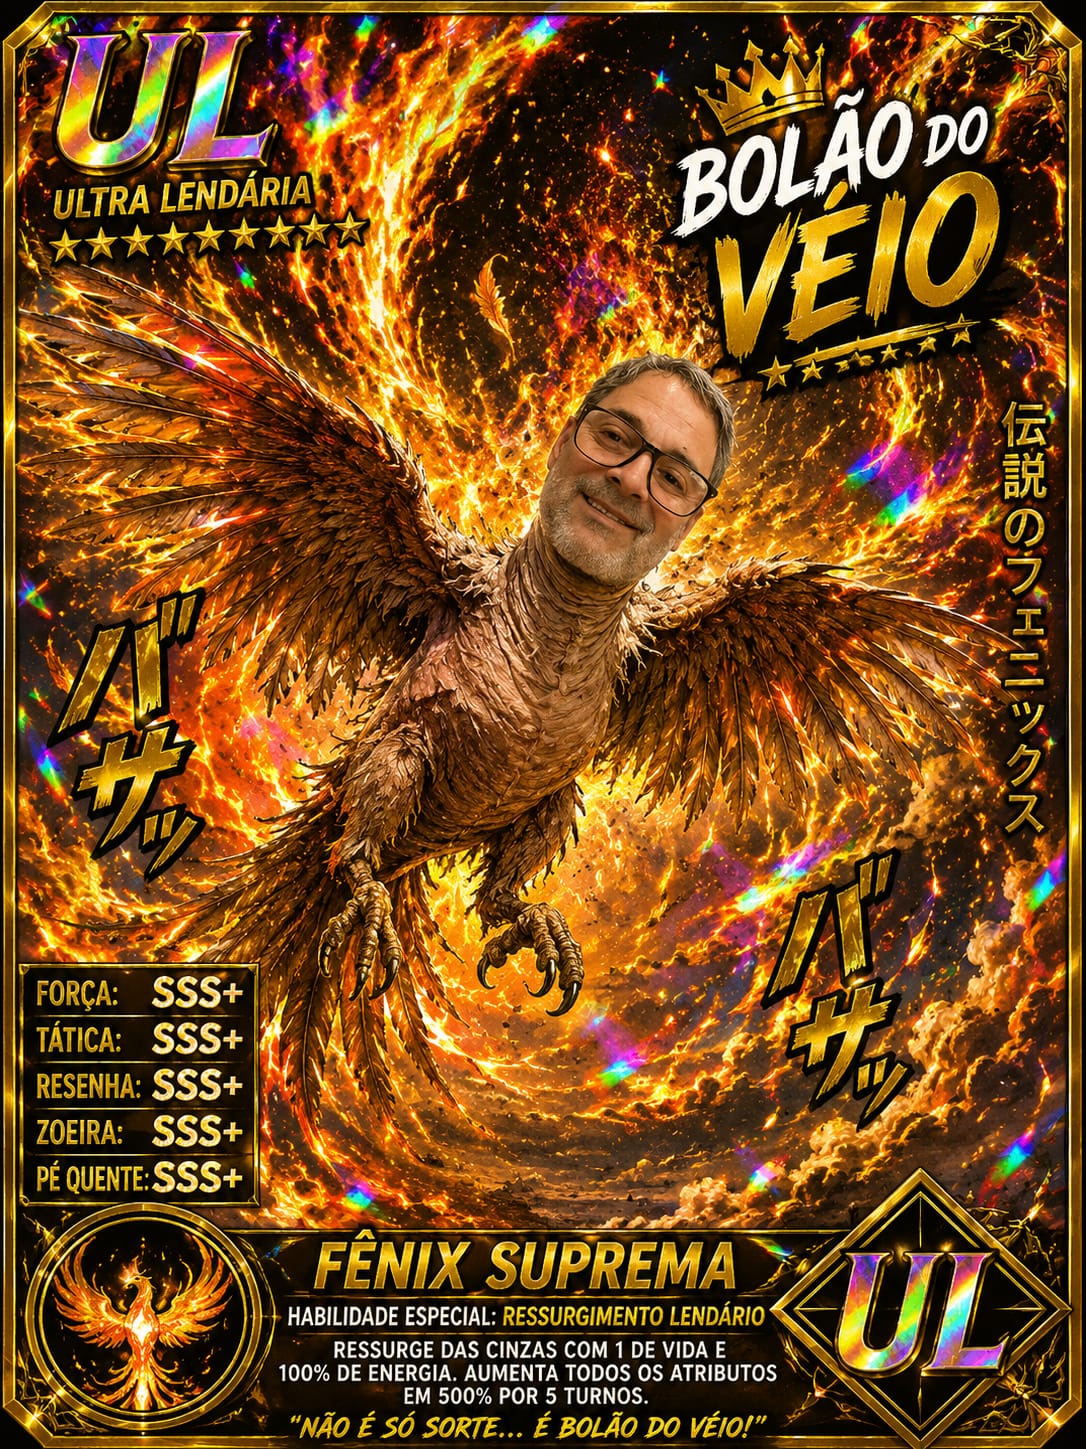 UL
ULTRA LENDÁRIA
BOLÃO DO
VÉIO
伝説のフェニックス
バサッ
バサッ
FORÇA: SSS+
TÁTICA: SSS+
RESENHA: SSS+
ZOEIRA: SSS+
PÉ QUENTE: SSS+
FÊNIX SUPREMA
HABILIDADE ESPECIAL: RESSURGIMENTO LENDÁRIO
RESSURGE DAS CINZAS COM 1 DE VIDA E
100% DE ENERGIA. AUMENTA TODOS OS ATRIBUTOS
EM 500% POR 5 TURNOS.
"NÃO É SÓ SORTE... É BOLÃO DO VÉIO!"
UL